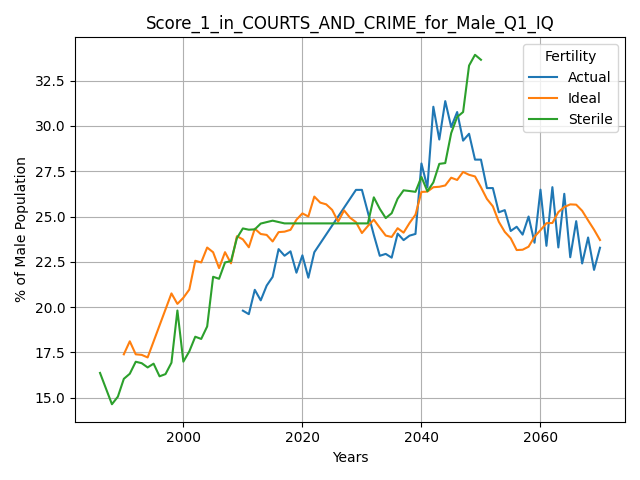 Score_1_in_COURTS_AND_CRIME_for_Male_Q1_IQ
Fertility
Actual
Ideal
Sterile
% of Male Population
32.5
30.0
27.5
25.0
22.5
20.0
17.5
15.0
2000
2020
2040
2060
Years